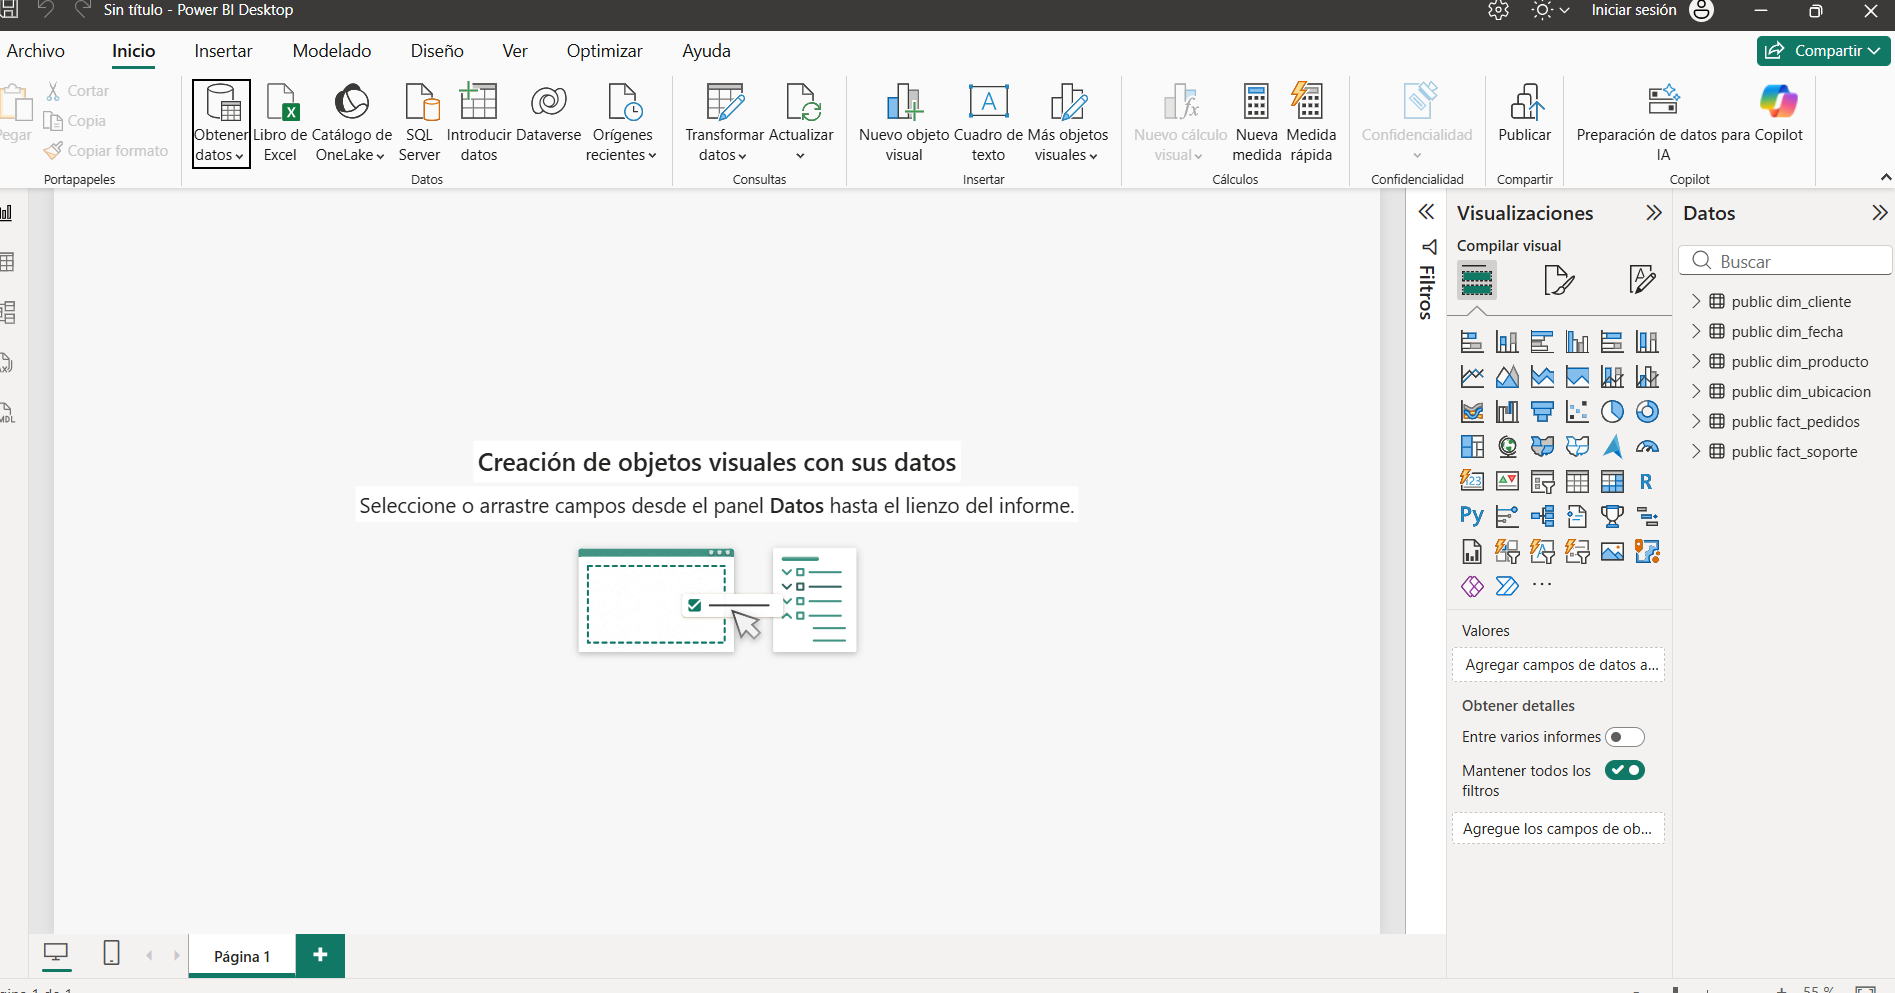 Sin título - Power BI Desktop
Iniciar sesión
Archivo
Inicio
Insertar
Modelado
Diseño
Ver
Optimizar
Ayuda
Compartir
Pegar
Cortar
Copia
Copiar formato
Portapapeles
Obtener
datos
Libro de
Excel
Catálogo de
OneLake
SQL
Server
Introducir
datos
Dataverse
Orígenes
recientes
Datos
Transformar
datos
Actualizar
Consultas
Nuevo objeto
visual
Cuadro de
texto
Más objetos
visuales
Insertar
Nuevo cálculo
visual
Nueva
medida
Medida
rápida
Cálculos
Confidencialidad
Confidencialidad
Publicar
Compartir
Preparación de datos para
IA
Copilot
Copilot
Creación de objetos visuales con sus datos
Seleccione o arrastre campos desde el panel Datos hasta el lienzo del informe.
Filtros
Visualizaciones
Compilar visual
123
R
Py
Valores
Agregar campos de datos a...
Obtener detalles
Entre varios informes
Mantener todos los
filtros
Agregue los campos de ob...
Datos
Buscar
public dim_cliente
public dim_fecha
public dim_producto
public dim_ubicacion
public fact_pedidos
public fact_soporte
Página 1
55 %